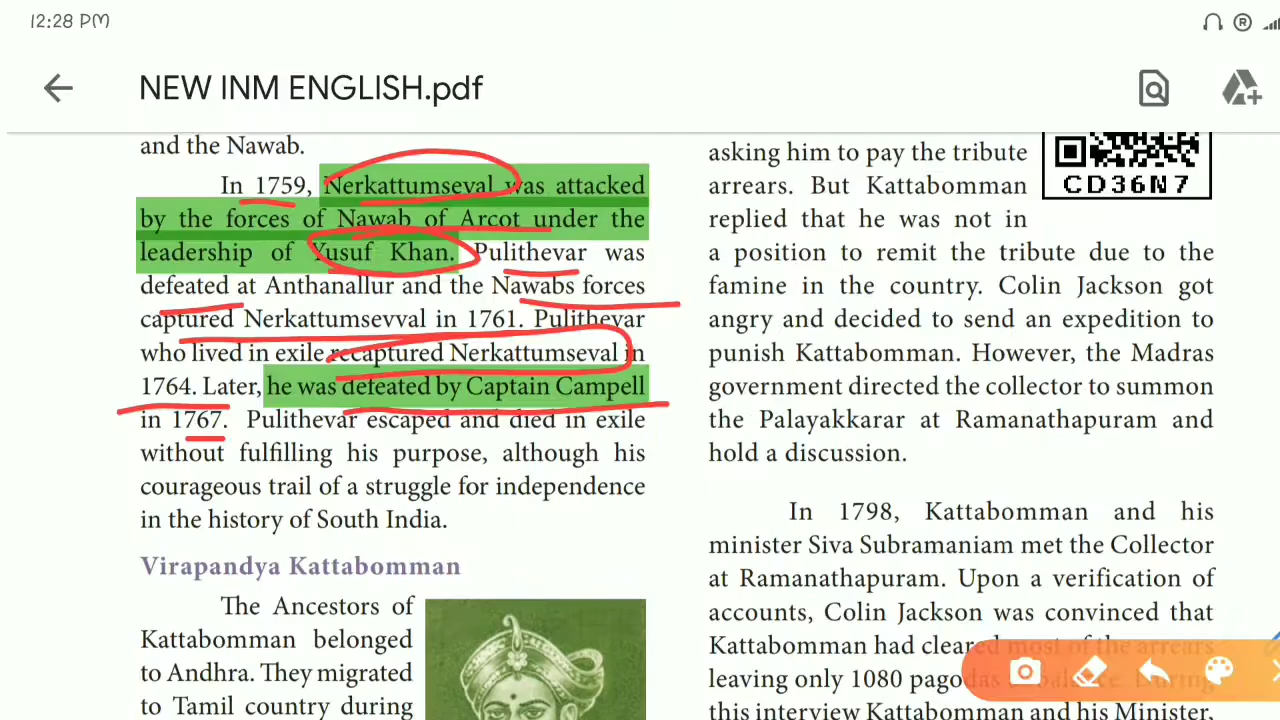 12:28 PM
NEW INM ENGLISH.pdf
and the Nawab.
In 1759, Nerkattumseval was attacked
by the forces of Nawab of Arcot under the
leadership of Yusuf Khan. Pulithevar was
defeated at Anthanallur and the Nawabs forces
captured Nerkattumsevval in 1761. Pulithevar
who lived in exile recaptured Nerkattumseval in
1764. Later, he was defeated by Captain Campell
in 1767. Pulithevar escaped and died in exile
without fulfilling his purpose, although his
courageous trail of a struggle for independence
in the history of South India.
Virapandya Kattabomman
The Ancestors of
Kattabomman belonged
to Andhra. They migrated
to Tamil country during
asking him to pay the tribute
arrears. But Kattabomman
replied that he was not in
a position to remit the tribute due to the
famine in the country. Colin Jackson got
angry and decided to send an expedition to
punish Kattabomman. However, the Madras
government directed the collector to summon
the Palayakkarar at Ramanathapuram and
hold a discussion.
In 1798, Kattabomman and his
minister Siva Subramaniam met the Collector
at Ramanathapuram. Upon a verification of
accounts, Colin Jackson was convinced that
Kattabomman had cleared most of the arrears
leaving only 1080 pagodas as balance. During
this interview Kattabomman and his Minister,
CD36N7